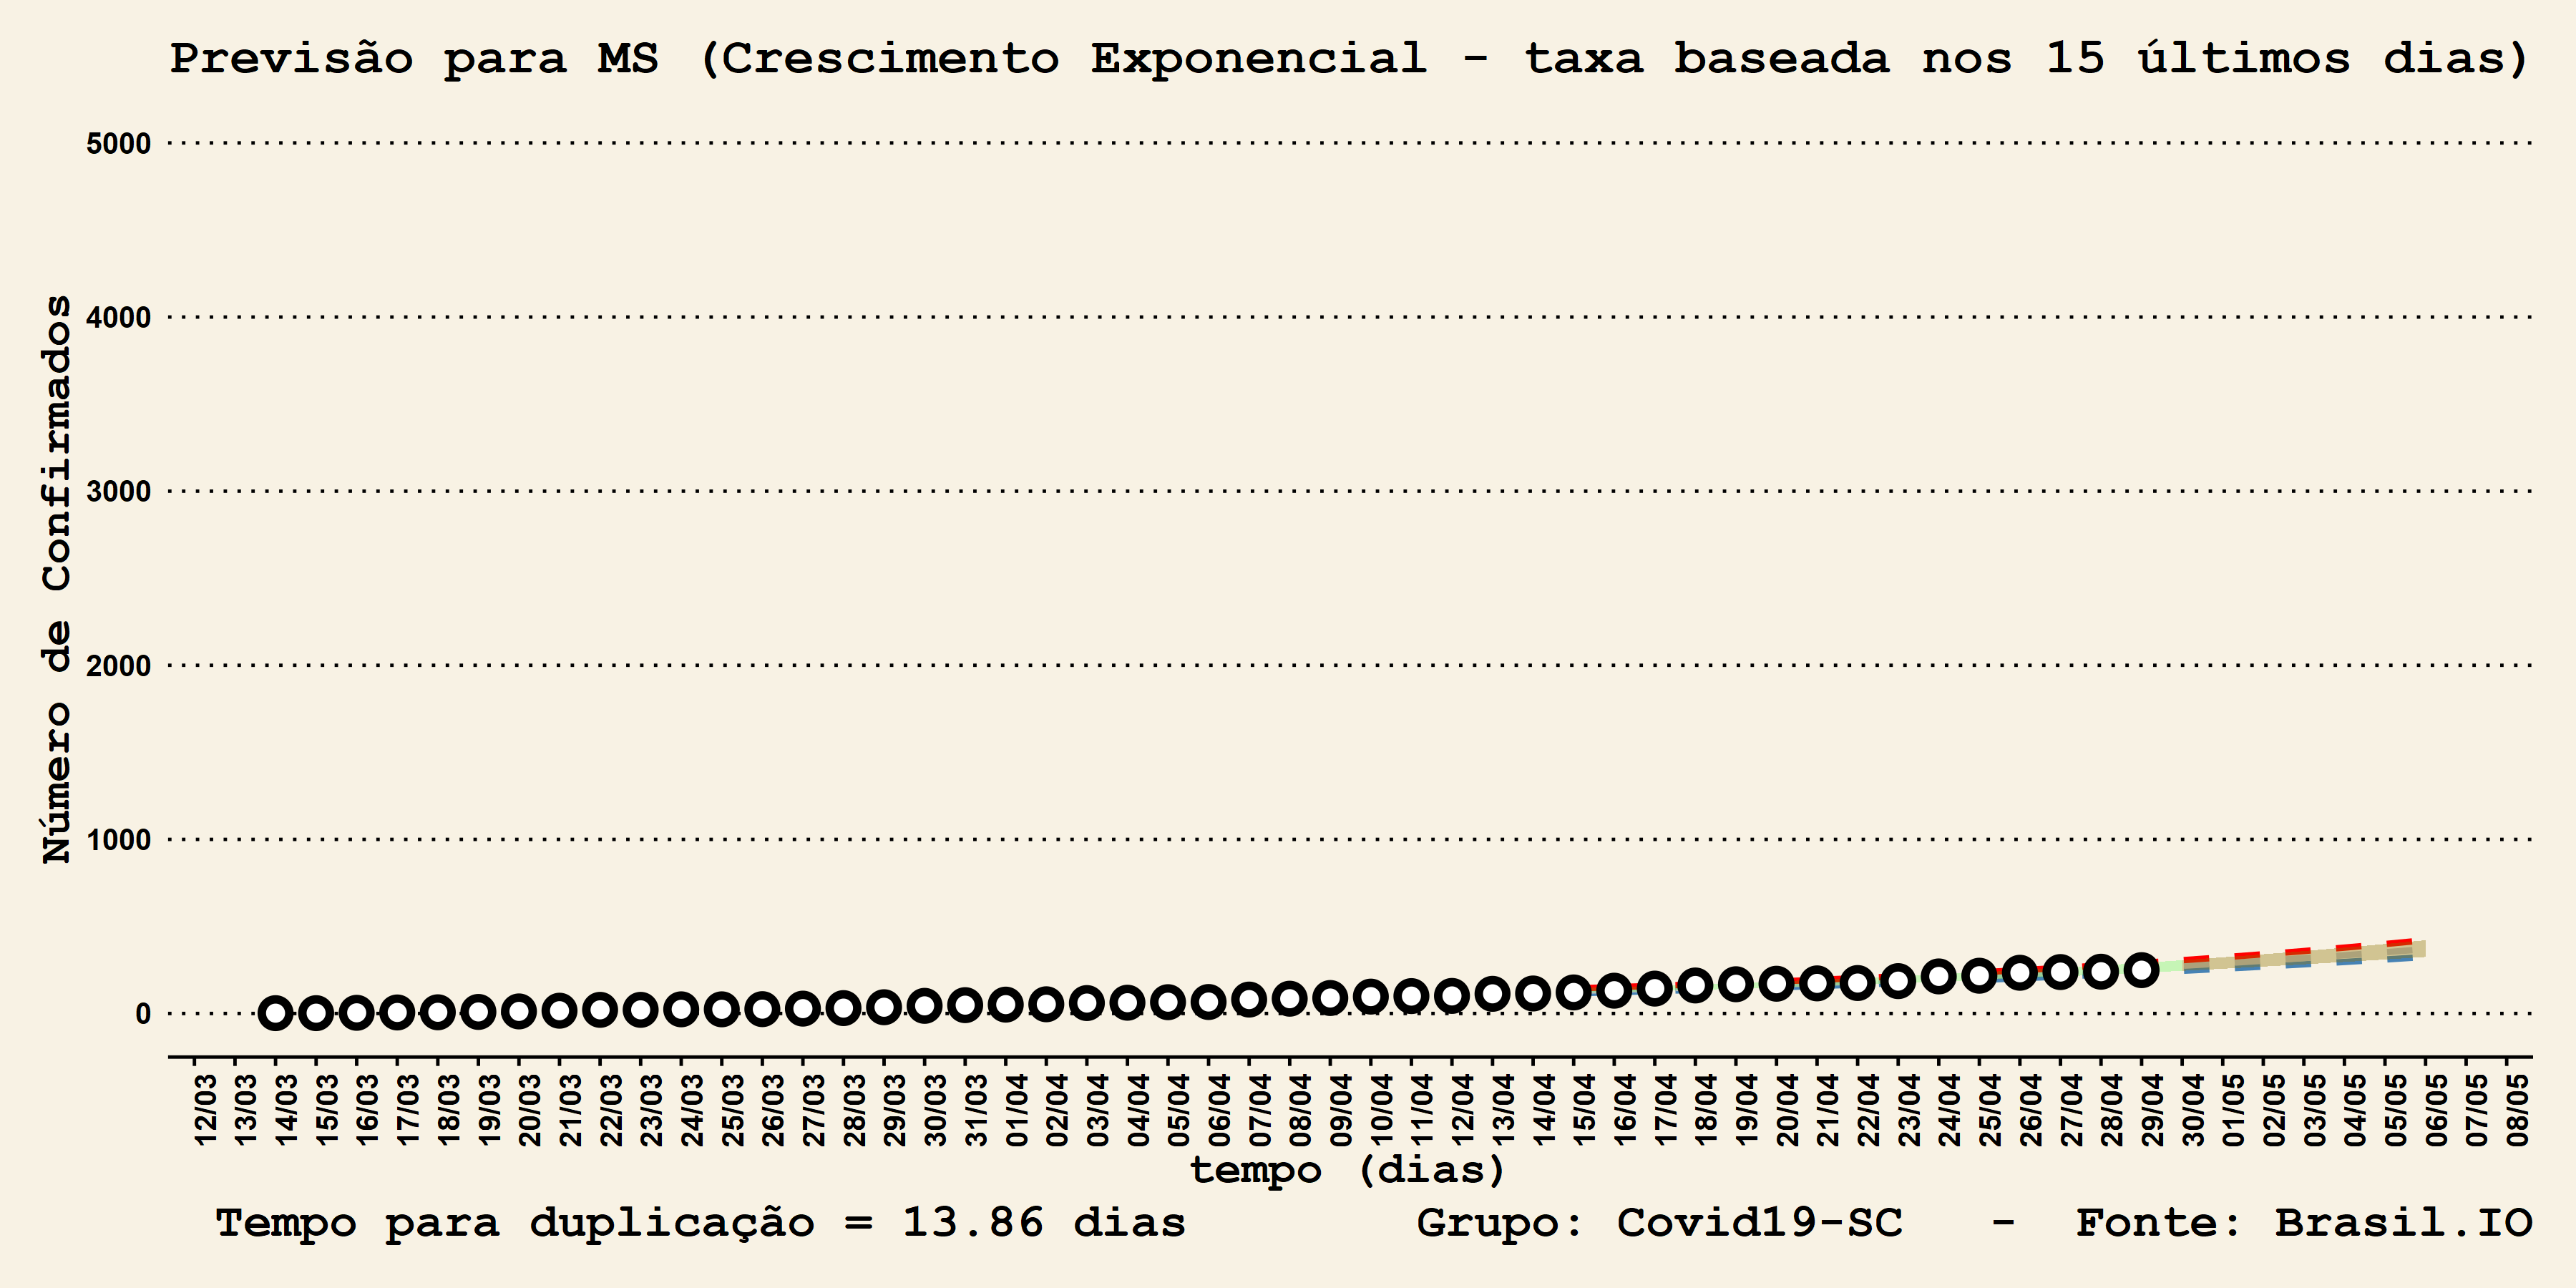 Previsão para MS (Crescimento Exponencial - taxa baseada nos 15 últimos dias)
Número de Confirmados
5000
4000
3000
2000
1000
0
12/03 13/03 14/03 15/03 16/03 17/03 18/03 19/03 20/03 21/03 22/03 23/03 24/03 25/03 26/03 27/03 28/03 29/03 30/03 31/03 01/04 02/04 03/04 04/04 05/04 06/04 07/04 08/04 09/04 10/04 11/04 12/04 13/04 14/04 15/04 16/04 17/04 18/04 19/04 20/04 21/04 22/04 23/04 24/04 25/04 26/04 27/04 28/04 29/04 30/04 01/05 02/05 03/05 04/05 05/05 06/05 07/05 08/05
tempo (dias)
Tempo para duplicação = 13.86 dias Grupo: Covid19-SC - Fonte: Brasil.IO